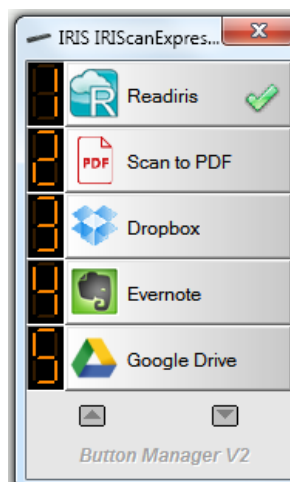 IRIS IRIScanExpres...
1 Readiris
2 PDF Scan to PDF
3 Dropbox
4 Evernote
5 Google Drive
Button Manager V2